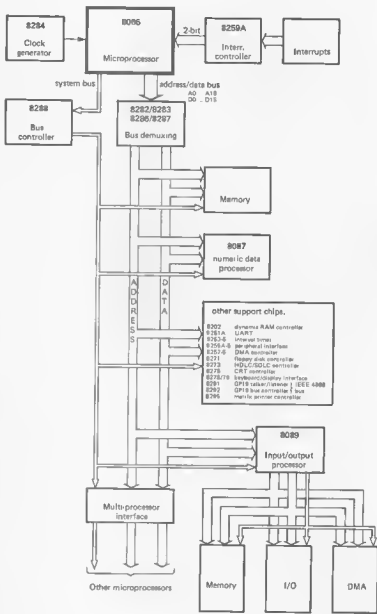 8284
Clock
generator
8086
Microprocessor
2-bit
8259A
Interr.
controller
Interrupts
system bus
address/data bus
A0 A19
D0 .. D15
8288
Bus
controller
8282/8283
8286/8287
Bus demuxing
Memory
8087
numeric data
processor
ADDRESS
DATA
other support chips.
8202 dynamic RAM controller
8251A UART
8253-5 interval timer
8255A-5 peripheral interface
8257-5 DMA controller
8271 floppy disk controller
8273 HDLC/SDLC controller
8275 CRT controller
8278/79 keyboard/display interface
8291 GPIB talker/listener } IEEE 4888
8292 GPIB bus controller } bus
8295 matrix printer controller
8089
Input/output
processor
Multi-processor
interface
Other microprocessors
Memory
I/O
DMA